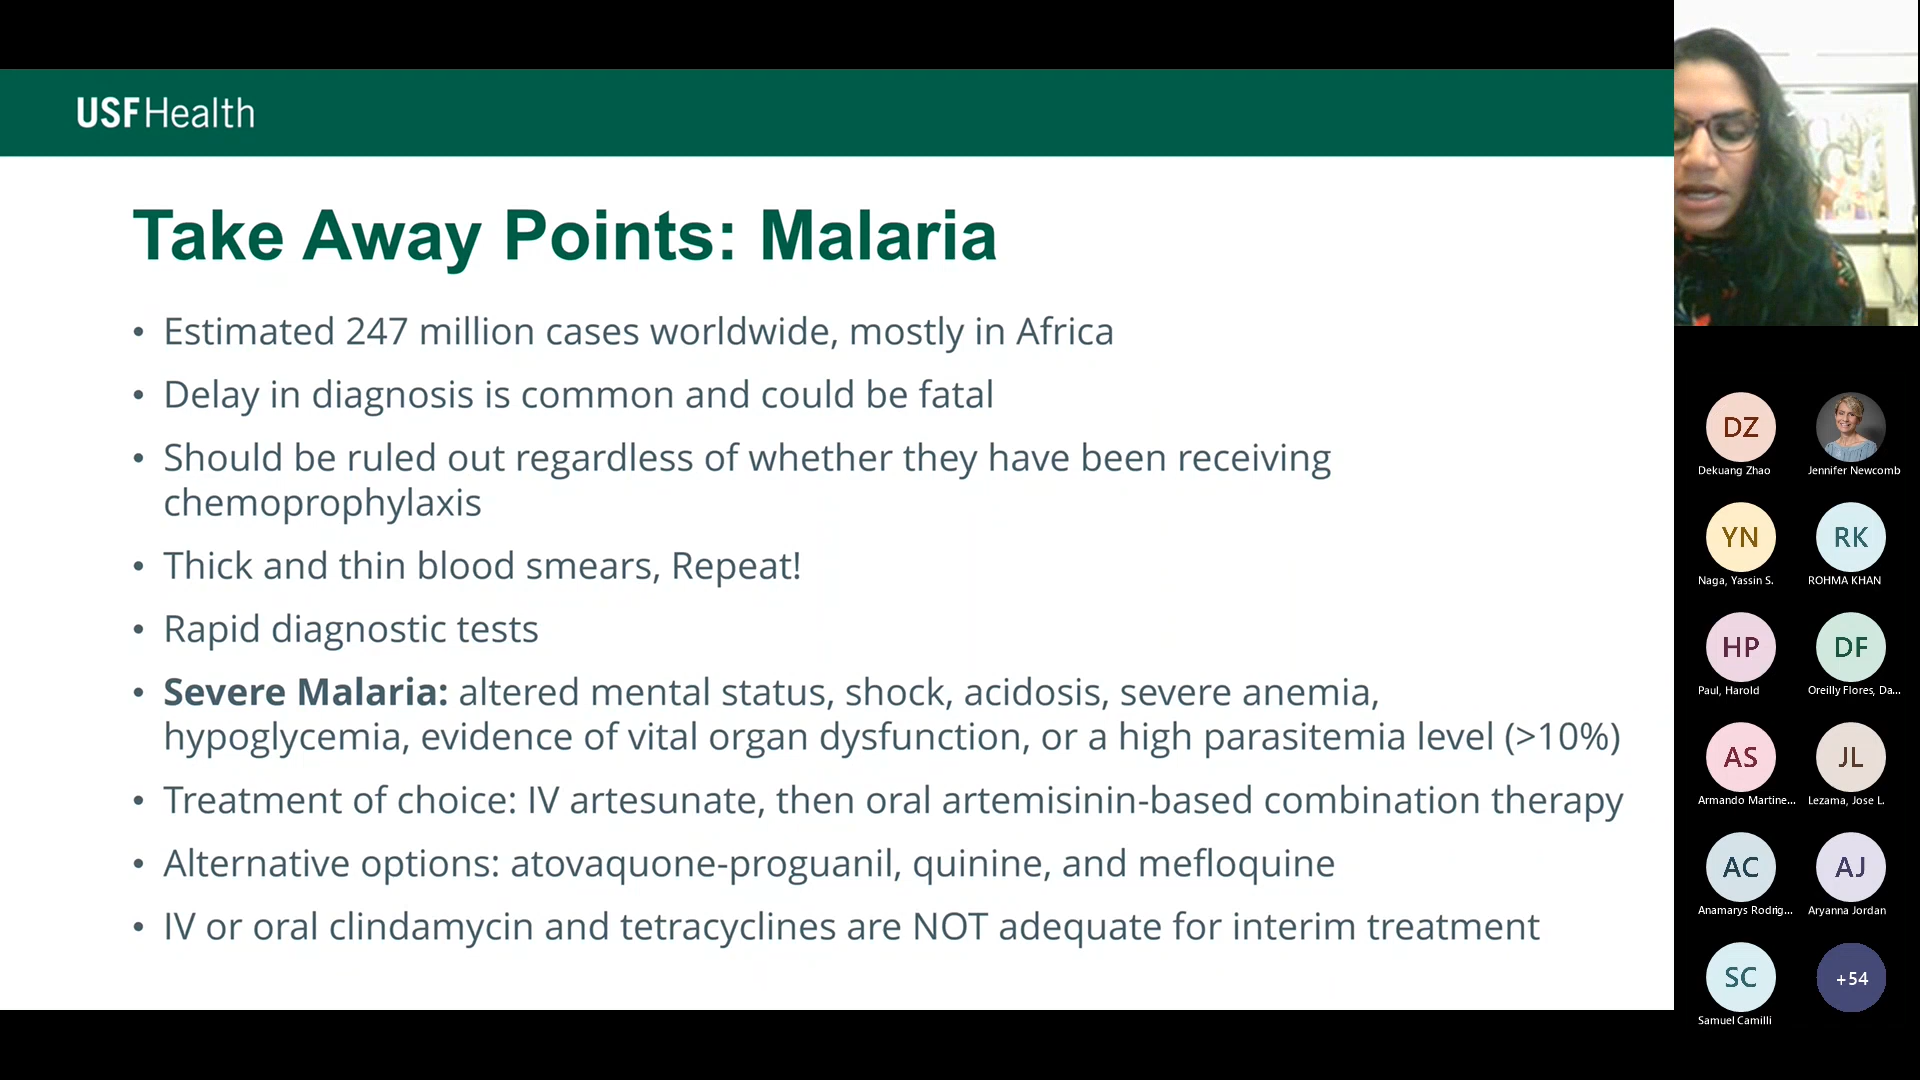 USFHealth
Take Away Points: Malaria
• Estimated 247 million cases worldwide, mostly in Africa
• Delay in diagnosis is common and could be fatal
• Should be ruled out regardless of whether they have been receiving
chemoprophylaxis
• Thick and thin blood smears, Repeat!
• Rapid diagnostic tests
• Severe Malaria: altered mental status, shock, acidosis, severe anemia,
hypoglycemia, evidence of vital organ dysfunction, or a high parasitemia level (>10%)
• Treatment of choice: IV artesunate, then oral artemisinin-based combination therapy
• Alternative options: atovaquone-proguanil, quinine, and mefloquine
• IV or oral clindamycin and tetracyclines are NOT adequate for interim treatment
DZ
Dekuang Zhao
Jennifer Newcomb
YN
Naga, Yassin S.
RK
ROHMA KHAN
HP
Paul, Harold
DF
Oreilly Flores, Da...
AS
Armando Martine...
JL
Lezama, Jose L.
AC
Anamarys Rodrig...
AJ
Aryanna Jordan
SC
Samuel Camilli
+54